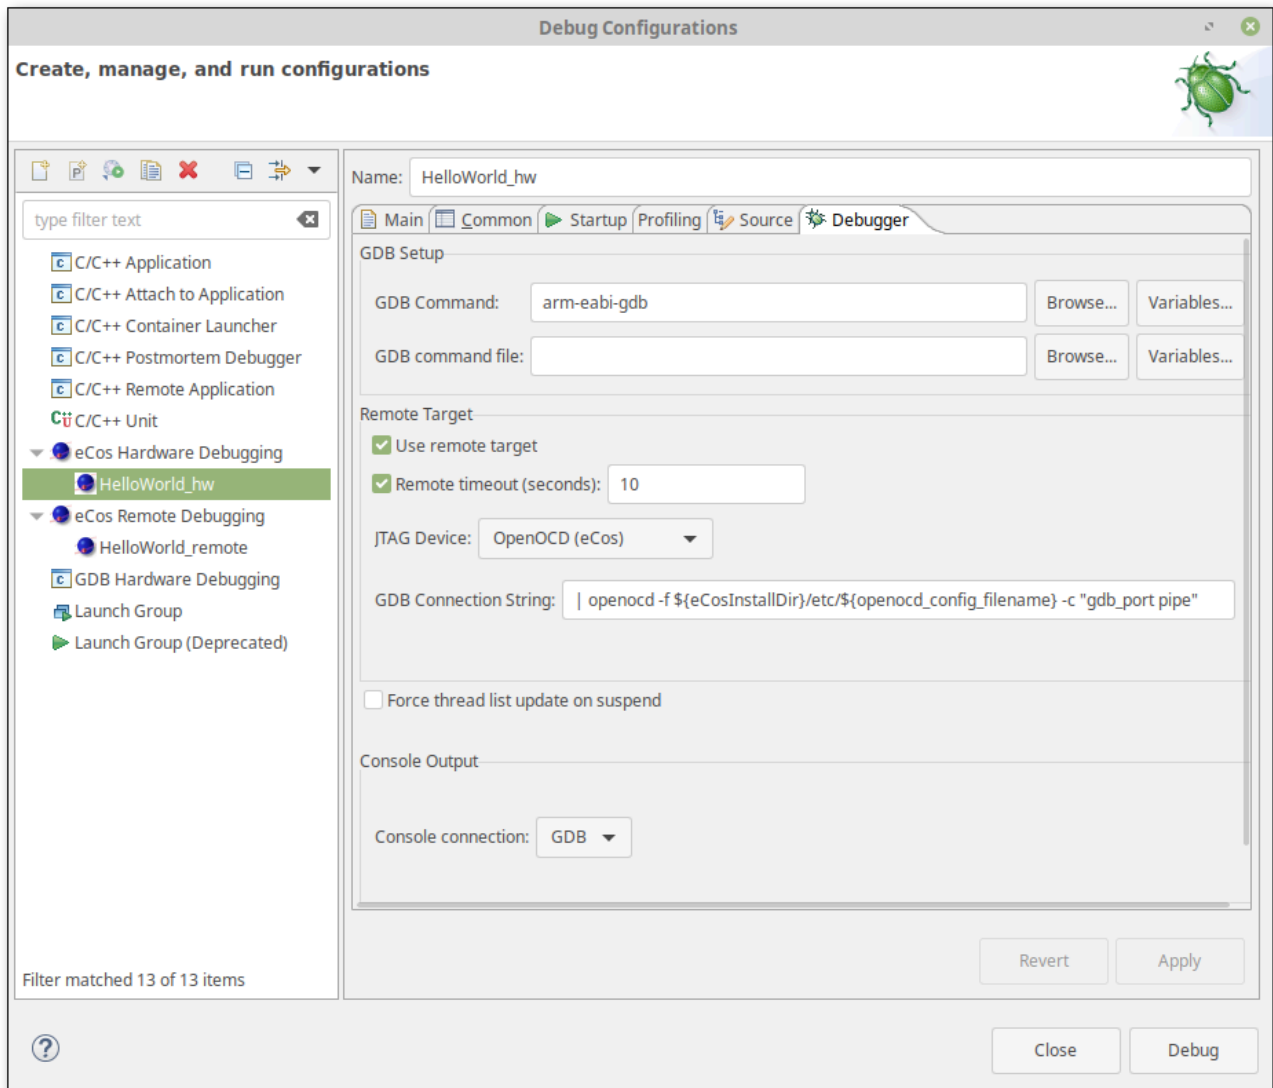 Debug Configurations
Create, manage, and run configurations
type filter text
C/C++ Application
C/C++ Attach to Application
C/C++ Container Launcher
C/C++ Postmortem Debugger
C/C++ Remote Application
C/C++ Unit
eCos Hardware Debugging
HelloWorld_hw
eCos Remote Debugging
HelloWorld_remote
GDB Hardware Debugging
Launch Group
Launch Group (Deprecated)
Filter matched 13 of 13 items
Name: HelloWorld_hw
Main Common Startup Profiling Source Debugger
GDB Setup
GDB Command: arm-eabi-gdb Browse... Variables...
GDB command file: Browse... Variables...
Remote Target
Use remote target
Remote timeout (seconds): 10
JTAG Device: OpenOCD (eCos)
GDB Connection String: | openocd -f ${eCosInstallDir}/etc/${openocd_config_filename} -c "gdb_port pipe"
Force thread list update on suspend
Console Output
Console connection: GDB
Revert Apply
Close Debug